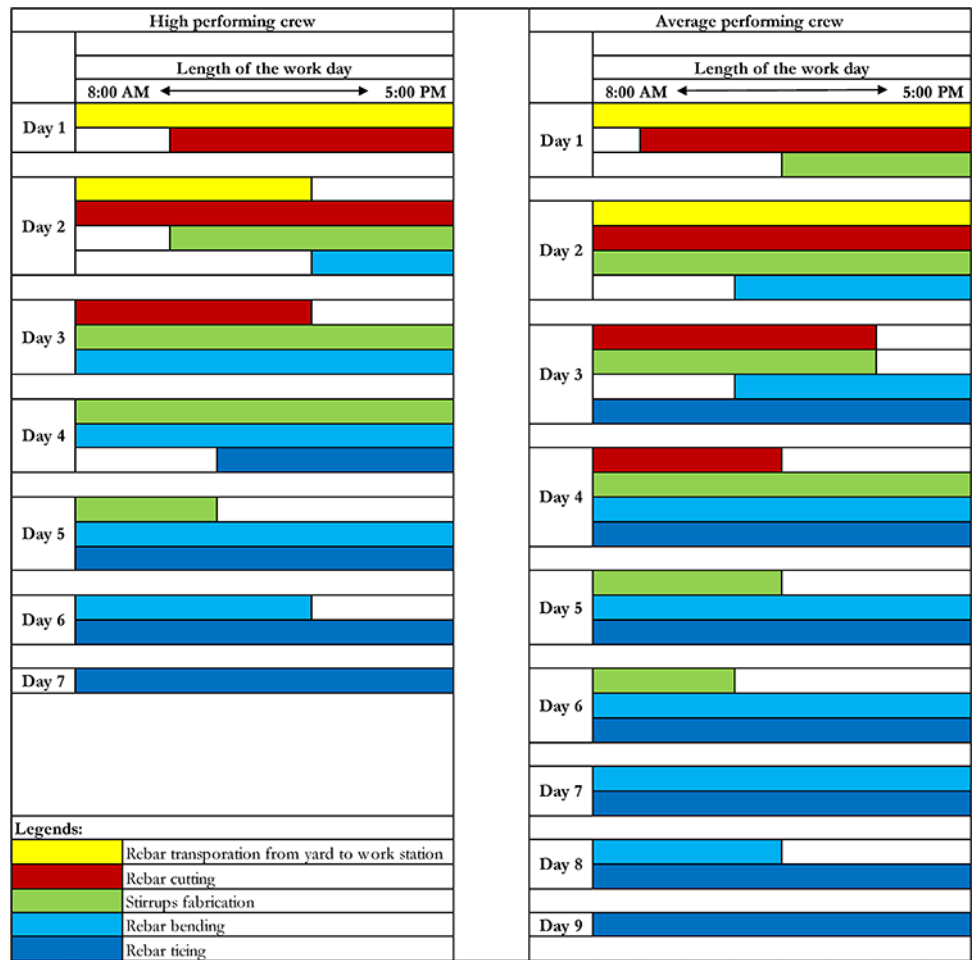 High performing crew
Length of the work day
8:00 AM 5:00 PM
Day 1
Day 2
Day 3
Day 4
Day 5
Day 6
Day 7
Legends:
Rebar transporation from yard to work station
Rebar cutting
Stirrups fabrication
Rebar bending
Rebar ticing
Average performing crew
Length of the work day
8:00 AM 5:00 PM
Day 1
Day 2
Day 3
Day 4
Day 5
Day 6
Day 7
Day 8
Day 9